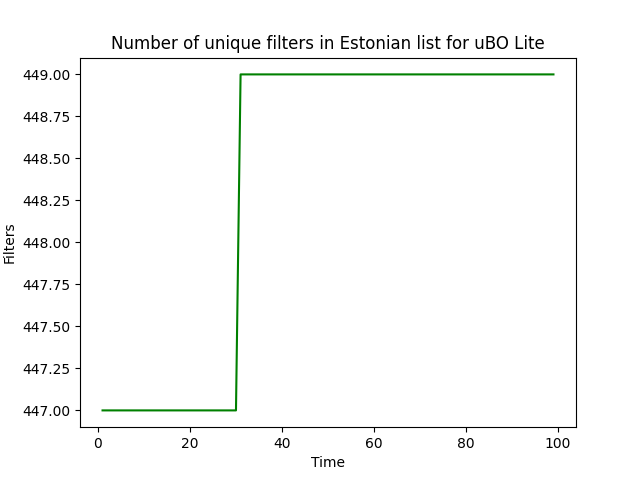 Number of unique filters in Estonian list for uBO Lite
449.00
448.75
448.50
448.25
448.00
447.75
447.50
447.25
447.00
Filters
0 20 40 60 80 100
Time